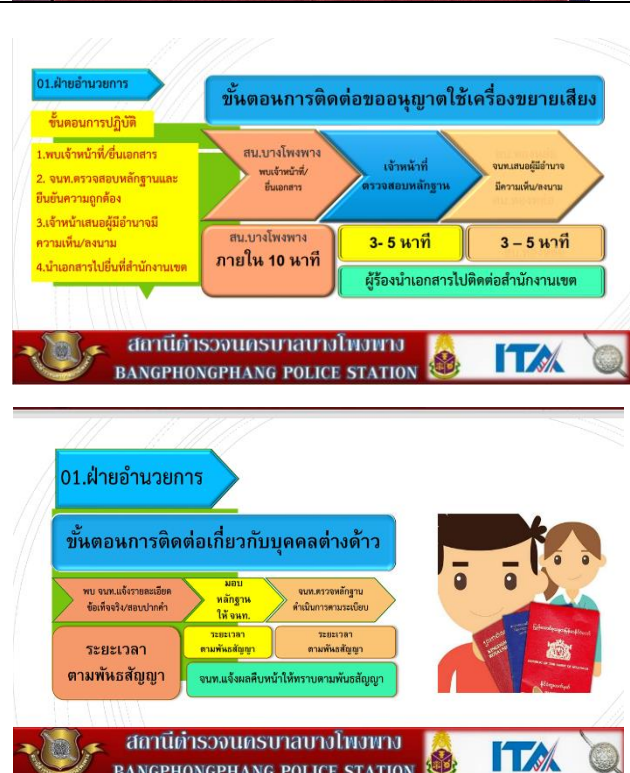 01.ฝ่ายอำนวยการ
ขั้นตอนการติดต่อขออนุญาตใช้เครื่องขยายเสียง
ขั้นตอนการปฏิบัติ
1.พบเจ้าหน้าที่/ยื่นเอกสาร
2. จนท.ตรวจสอบหลักฐานและ
ยืนยันความถูกต้อง
3.เจ้าหน้าเสนอผู้มีอำนาจมี
ความเห็น/ลงนาม
4.นำเอกสารไปยื่นที่สำนักงานเขต
สน.บางโพงพาง
พบเจ้าหน้าที่/
ยื่นเอกสาร
เจ้าหน้าที่
ตรวจสอบหลักฐาน
จนท.เสนอผู้มีอำนาจ
มีความเห็น/ลงนาม
สน.บางโพงพาง
ภายใน 10 นาที
3- 5 นาที
3 – 5 นาที
ผู้ร้องนำเอกสารไปติดต่อสำนักงานเขต
สถานีตำรวจนครบาลบางโพงพาง
BANGPHONGPHANG POLICE STATION
ITA
01.ฝ่ายอำนวยการ
ขั้นตอนการติดต่อเกี่ยวกับบุคคลต่างด้าว
พบ จนท.แจ้งรายละเอียด
ข้อเท็จจริง/สอบปากคำ
มอบ
หลักฐาน
ให้ จนท.
จนท.ตรวจหลักฐาน
ดำเนินการตามระเบียบ
ระยะเวลา
ตามพันธสัญญา
ระยะเวลา
ตามพันธสัญญา
ระยะเวลา
ตามพันธสัญญา
จนท.แจ้งผลคืบหน้าให้ทราบตามพันธสัญญา
สถานีตำรวจนครบาลบางโพงพาง
BANGPHONGPHANG POLICE STATION
ITA